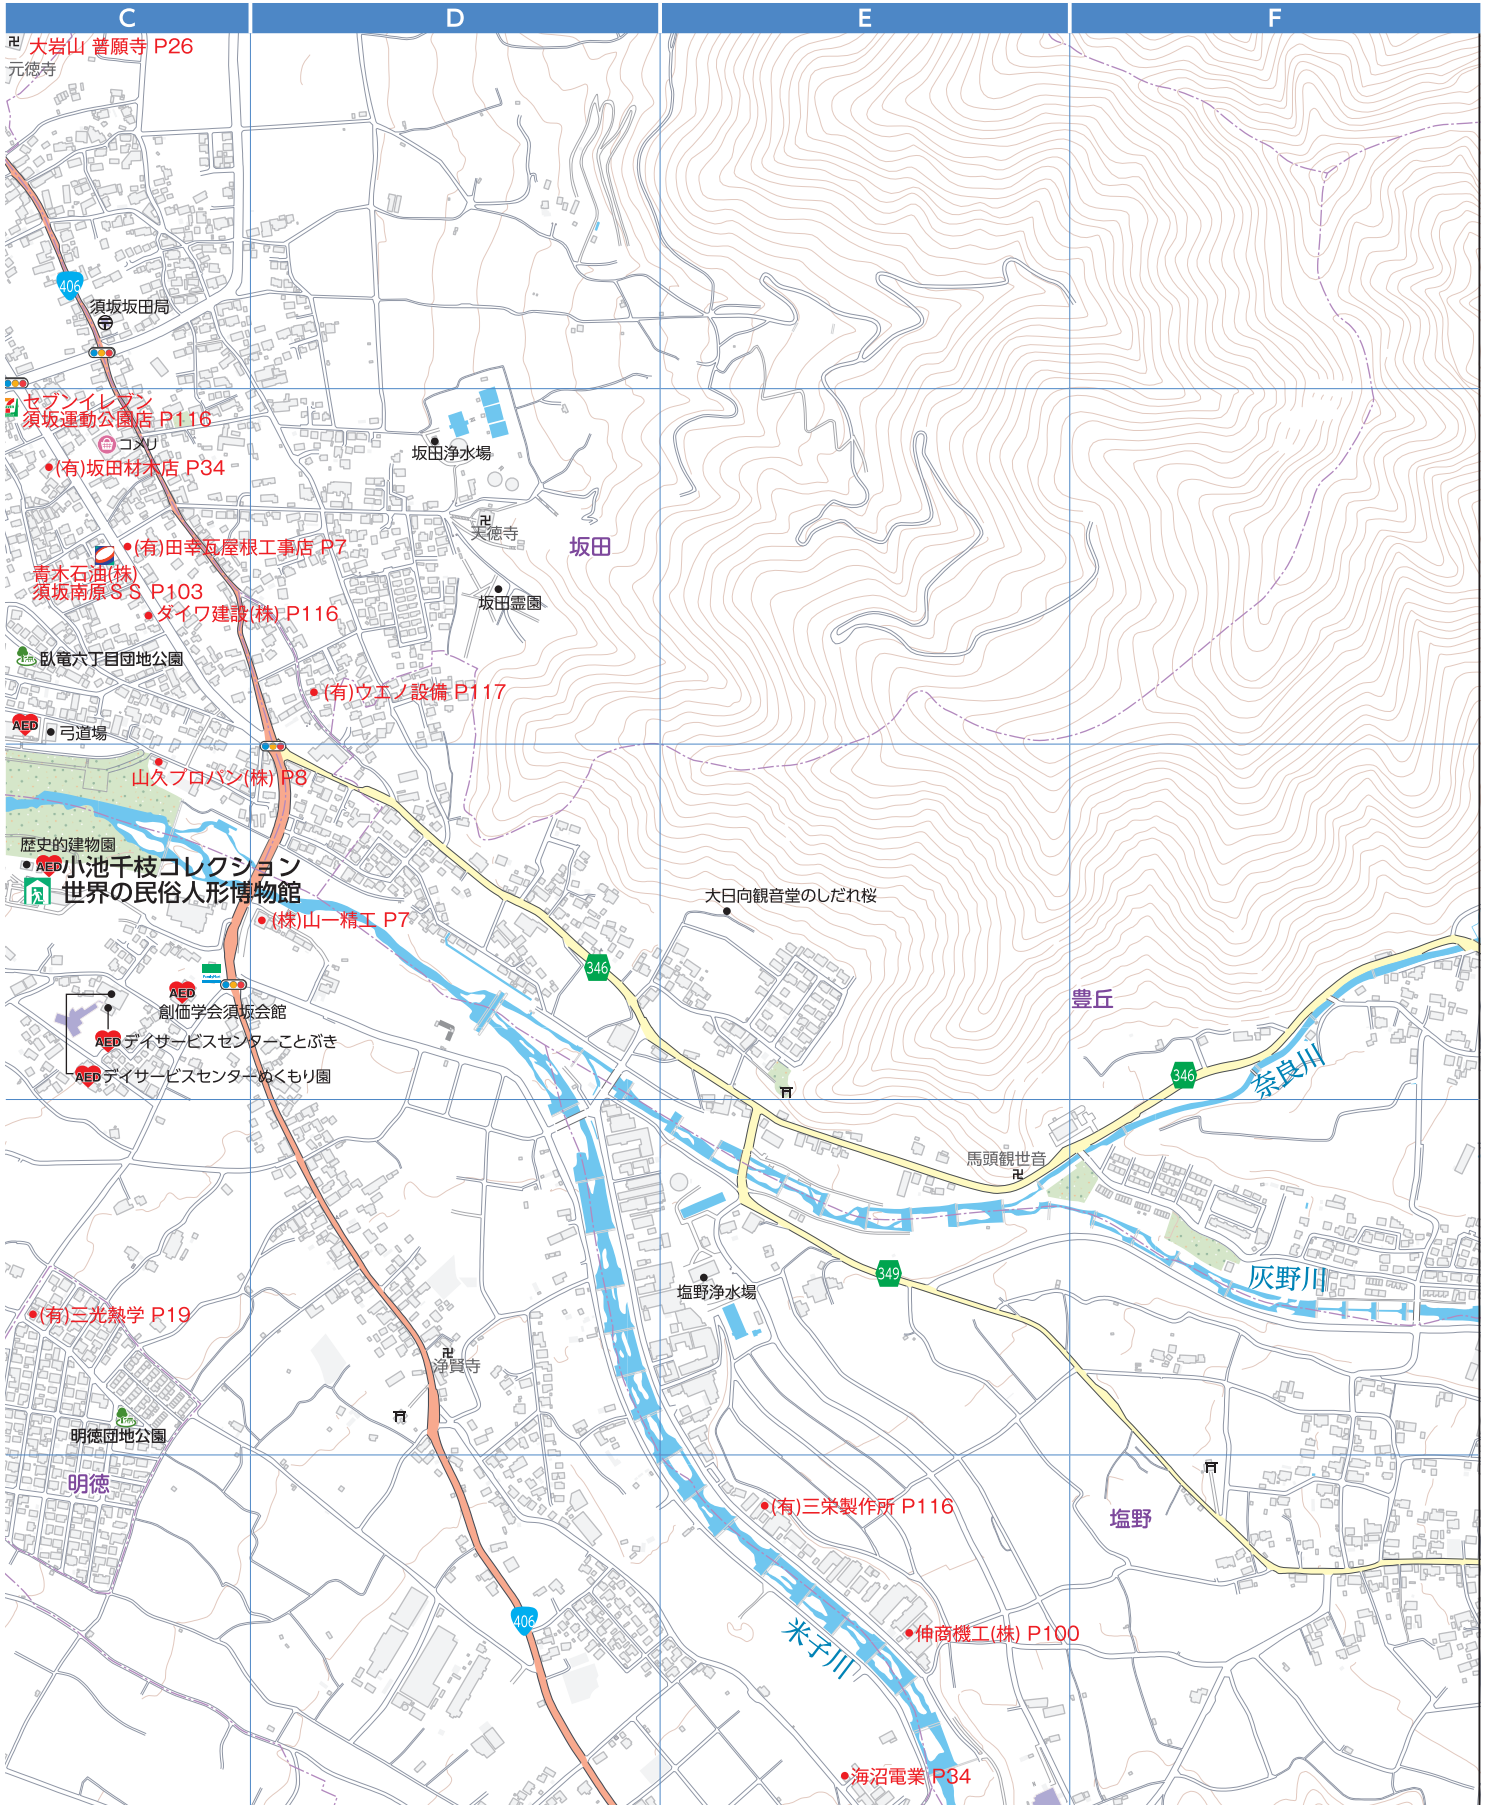 C
D
E
F
大岩山 普願寺 P26
元徳寺
406
須坂坂田局
セブンイレブン
須坂運動公園店 P116
コメリ
(有)坂田材木店 P34
坂田浄水場
天徳寺
坂田
(有)田幸瓦屋根工事店 P7
青木石油(株)
須坂南原ＳＳ P103
坂田霊園
ダイワ建設(株) P116
臥竜六丁目団地公園
(有)ウエノ設備 P117
AED
弓道場
山久プロパン(株) P8
歴史的建物園
AED
小池千枝コレクション
世界の民俗人形博物館
大日向観音堂のしだれ桜
(株)山一精工 P7
346
FamilyMart
AED
創価学会須坂会館
豊丘
AED
デイサービスセンターことぶき
AED
デイサービスセンターぬくもり園
346
奈良川
馬頭観世音
349
灰野川
塩野浄水場
(有)三光熱学 P19
浄賢寺
明徳団地公園
明徳
(有)三栄製作所 P116
塩野
406
米子川
伸商機工(株) P100
海沼電業 P34